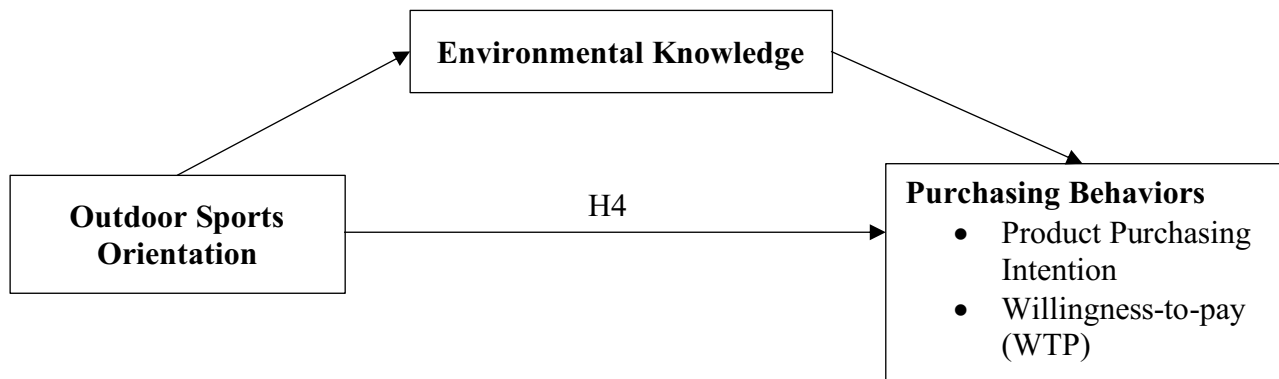 Environmental Knowledge
Outdoor Sports
Orientation
H4
Purchasing Behaviors
• Product Purchasing
Intention
• Willingness-to-pay
(WTP)